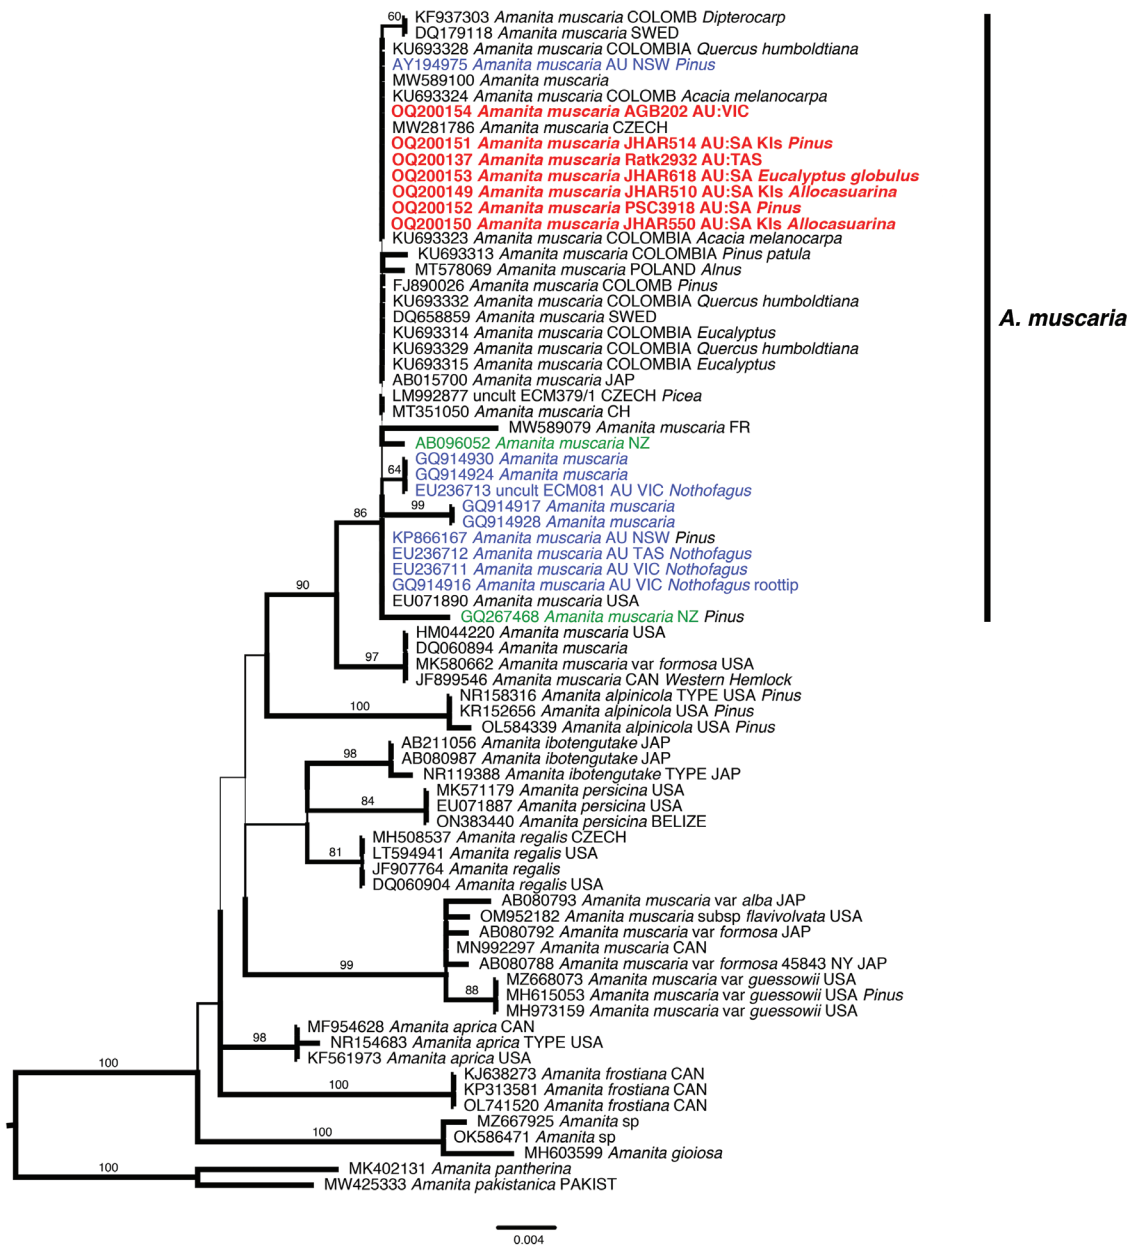 60
KF937303 Amanita muscaria COLOMB Dipterocarp
DQ179118 Amanita muscaria SWED
KU693328 Amanita muscaria COLOMBIA Quercus humboldtiana
AY194975 Amanita muscaria AU NSW Pinus
MW589100 Amanita muscaria
KU693324 Amanita muscaria COLOMB Acacia melanocarpa
OQ200154 Amanita muscaria AGB202 AU:VIC
MW281786 Amanita muscaria CZECH
OQ200151 Amanita muscaria JHAR514 AU:SA KIs Pinus
OQ200137 Amanita muscaria Ratk2932 AU:TAS
OQ200153 Amanita muscaria JHAR618 AU:SA Eucalyptus globulus
OQ200149 Amanita muscaria JHAR510 AU:SA KIs Allocasuarina
OQ200152 Amanita muscaria PSC3918 AU:SA Pinus
OQ200150 Amanita muscaria JHAR550 AU:SA KIs Allocasuarina
KU693323 Amanita muscaria COLOMBIA Acacia melanocarpa
KU693313 Amanita muscaria COLOMBIA Pinus patula
MT578069 Amanita muscaria POLAND Alnus
FJ890026 Amanita muscaria COLOMB Pinus
KU693332 Amanita muscaria COLOMBIA Quercus humboldtiana
DQ658859 Amanita muscaria SWED
A. muscaria
KU693314 Amanita muscaria COLOMBIA Eucalyptus
KU693329 Amanita muscaria COLOMBIA Quercus humboldtiana
KU693315 Amanita muscaria COLOMBIA Eucalyptus
AB015700 Amanita muscaria JAP
LM992877 uncult ECM379/1 CZECH Picea
MT351050 Amanita muscaria CH
MW589079 Amanita muscaria FR
AB096052 Amanita muscaria NZ
GQ914930 Amanita muscaria
64
GQ914924 Amanita muscaria
EU236713 uncult ECM081 AU VIC Nothofagus
99
GQ914917 Amanita muscaria
86
GQ914928 Amanita muscaria
KP866167 Amanita muscaria AU NSW Pinus
EU236712 Amanita muscaria AU TAS Nothofagus
EU236711 Amanita muscaria AU VIC Nothofagus
90
GQ914916 Amanita muscaria AU VIC Nothofagus roottip
EU071890 Amanita muscaria USA
GQ267468 Amanita muscaria NZ Pinus
HM044220 Amanita muscaria USA
DQ060894 Amanita muscaria
97
MK580662 Amanita muscaria var formosa USA
JF899546 Amanita muscaria CAN Western Hemlock
NR158316 Amanita alpinicola TYPE USA Pinus
100
KR152656 Amanita alpinicola USA Pinus
OL584339 Amanita alpinicola USA Pinus
AB211056 Amanita ibotengutake JAP
98
AB080987 Amanita ibotengutake JAP
NR119388 Amanita ibotengutake TYPE JAP
MK571179 Amanita persicina USA
84
EU071887 Amanita persicina USA
ON383440 Amanita persicina BELIZE
MH508537 Amanita regalis CZECH
81
LT594941 Amanita regalis USA
JF907764 Amanita regalis
DQ060904 Amanita regalis USA
AB080793 Amanita muscaria var alba JAP
OM952182 Amanita muscaria subsp flavivolvata USA
AB080792 Amanita muscaria var formosa JAP
MN992297 Amanita muscaria CAN
99
AB080788 Amanita muscaria var formosa 45843 NY JAP
MZ668073 Amanita muscaria var guessowii USA
88
MH615053 Amanita muscaria var guessowii USA Pinus
MH973159 Amanita muscaria var guessowii USA
MF954628 Amanita aprica CAN
98
NR154683 Amanita aprica TYPE USA
KF561973 Amanita aprica USA
100
KJ638273 Amanita frostiana CAN
100
KP313581 Amanita frostiana CAN
OL741520 Amanita frostiana CAN
MZ667925 Amanita sp
100
OK586471 Amanita sp
MH603599 Amanita gioiosa
100
MK402131 Amanita pantherina
MW425333 Amanita pakistanica PAKIST
0.004